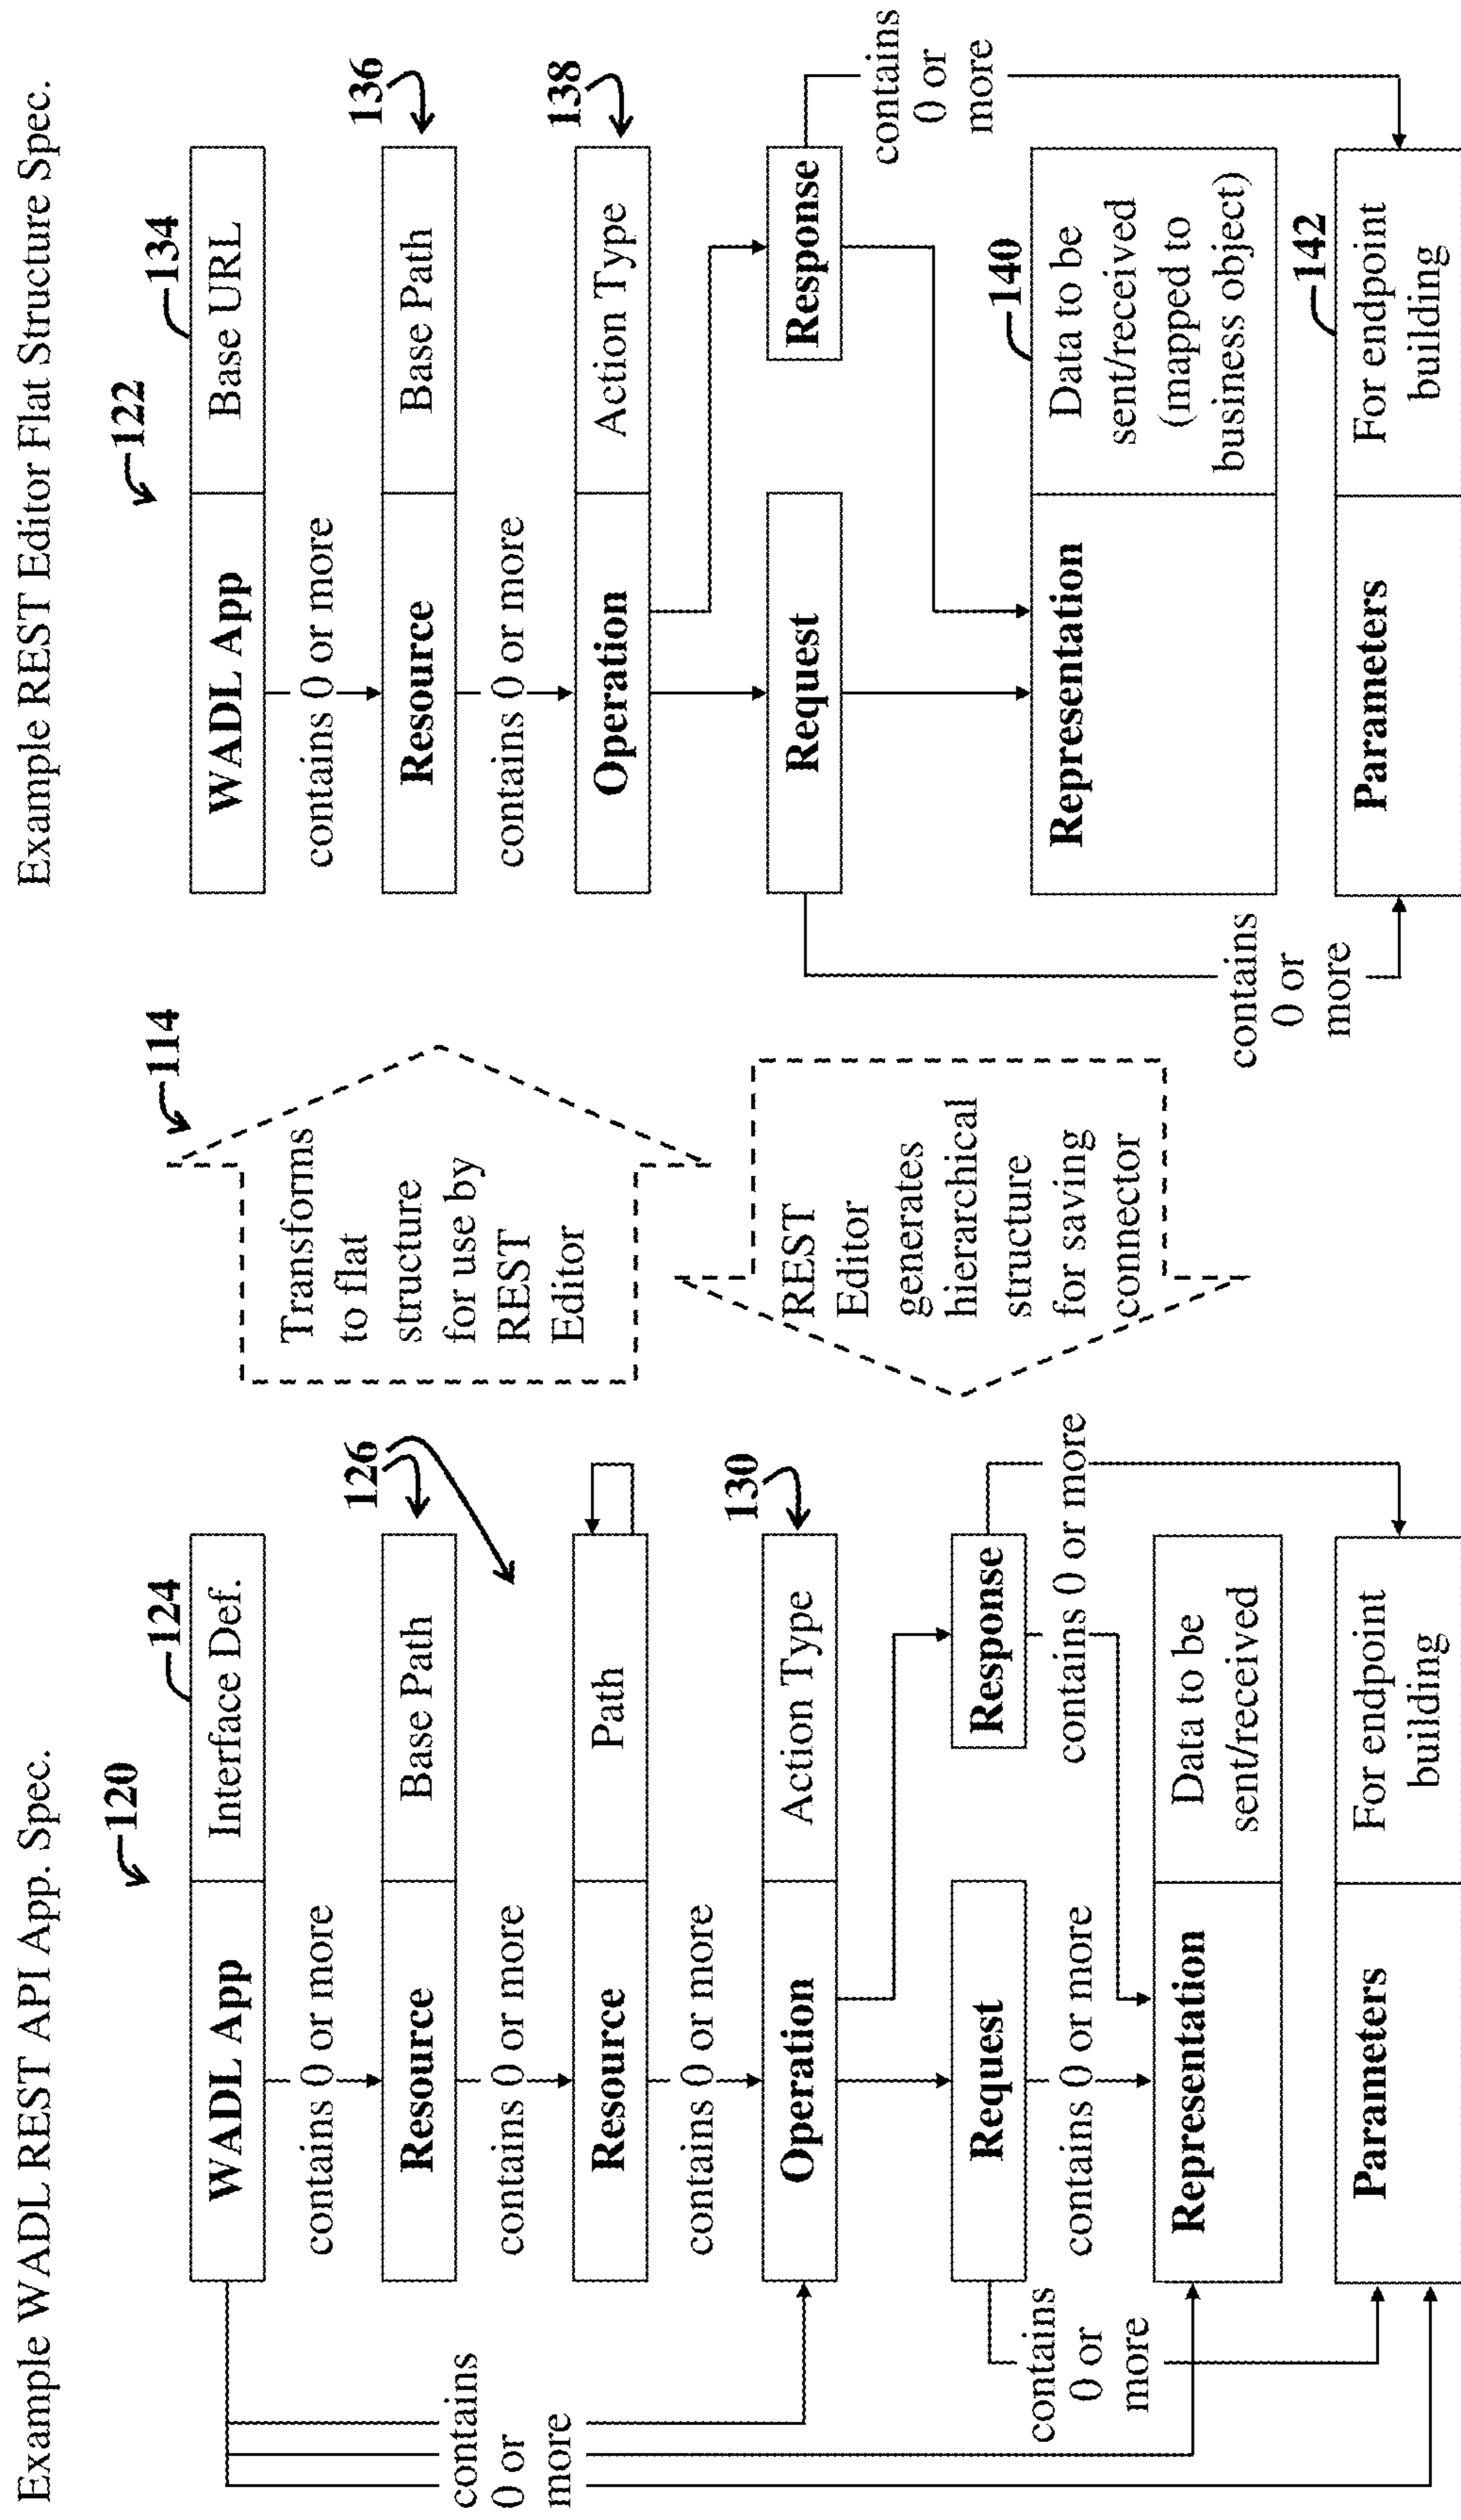 Example WADL REST API App. Spec.
120
124
WADL App
Interface Def.
contains 0 or more
126
Resource
Base Path
contains 0 or more
Resource
Path
contains 0 or more
130
Operation
Action Type
contains
0 or
more
Request
Response
contains
0 or
more
contains 0 or more
contains 0 or more
Representation
Data to be
sent/received
Parameters
For endpoint
building
114
Transforms
to flat
structure
for use by
REST
Editor
REST
Editor
generates
hierarchical
structure
for saving
connector
Example REST Editor Flat Structure Spec.
122
134
WADL App
Base URL
contains 0 or more
136
Resource
Base Path
contains 0 or more
138
Operation
Action Type
Request
Response
contains
0 or
more
140
Representation
Data to be
sent/received
(mapped to
business object)
contains
0 or
more
142
Parameters
For endpoint
building